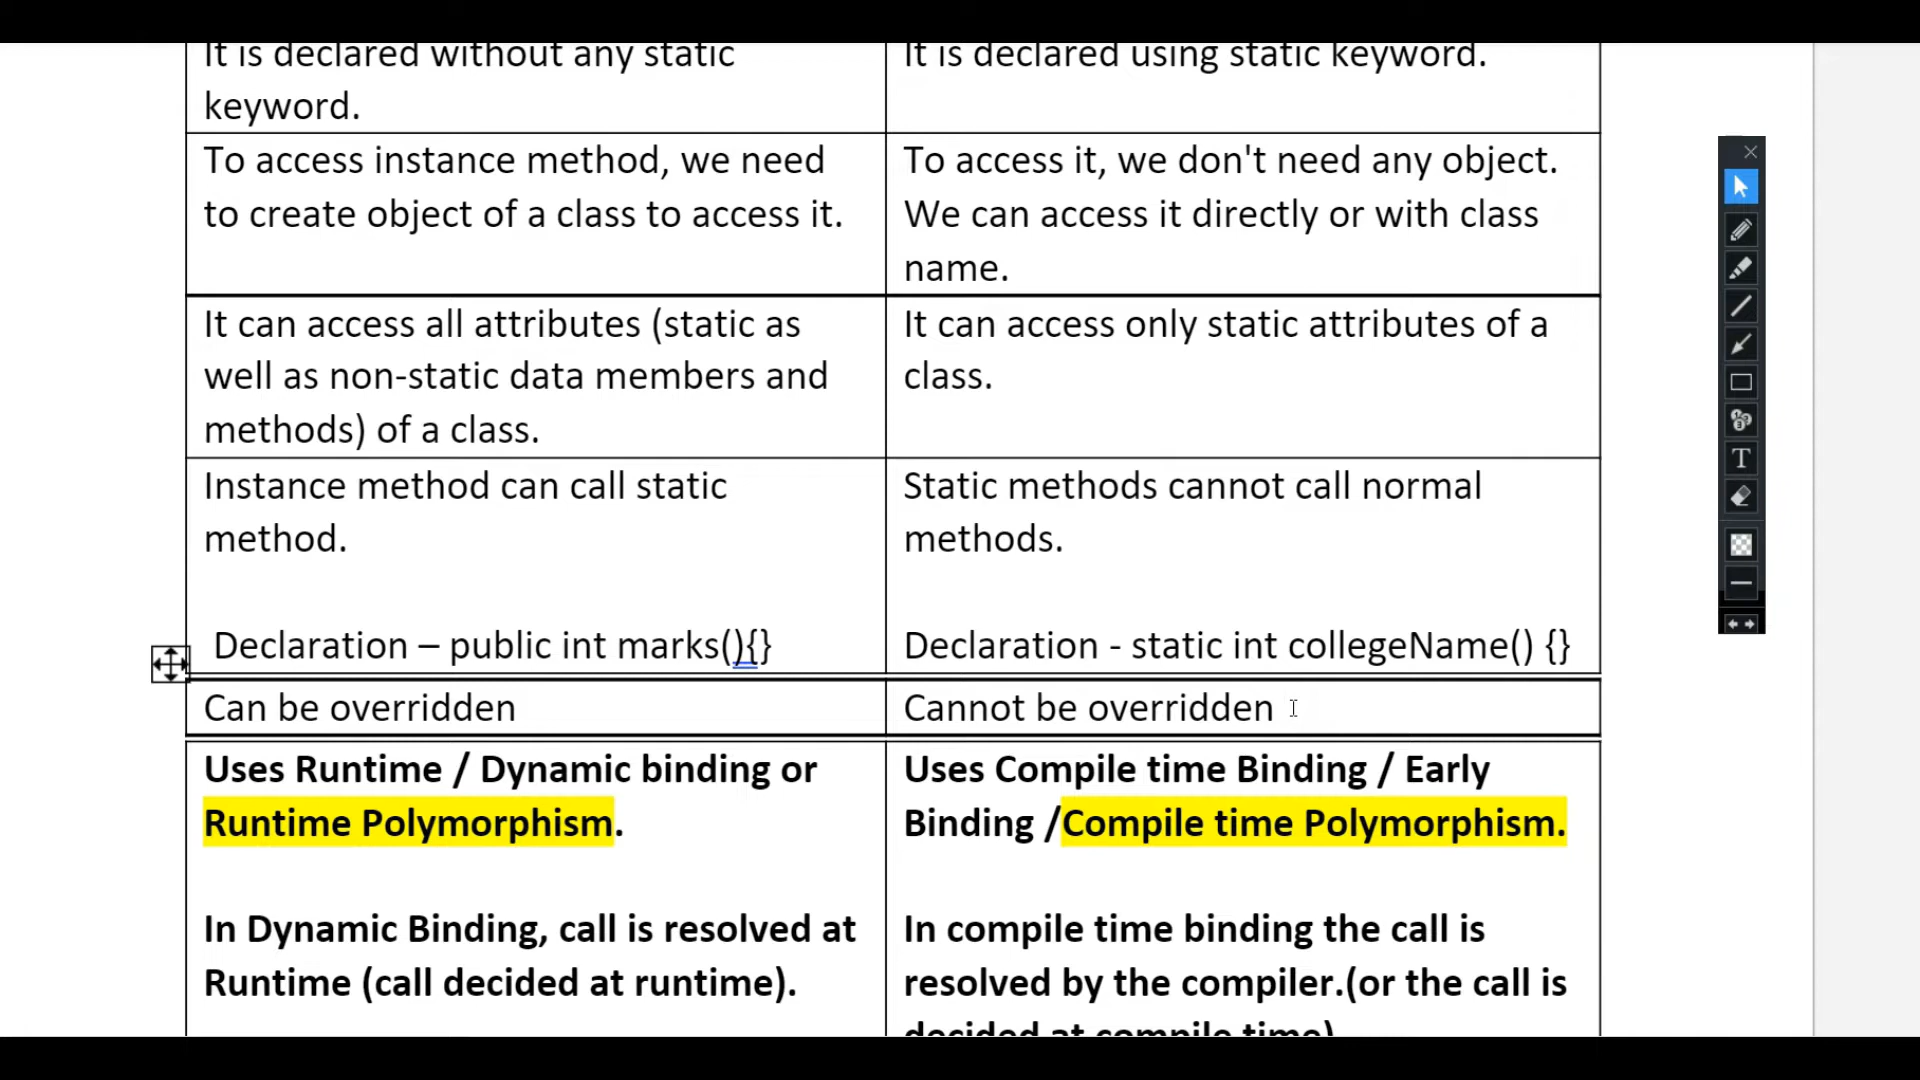 It is declared without any static
keyword.
It is declared using static keyword.
To access instance method, we need
to create object of a class to access it.
To access it, we don't need any object.
We can access it directly or with class
name.
It can access all attributes (static as
well as non-static data members and
methods) of a class.
It can access only static attributes of a
class.
Instance method can call static
method.
Declaration – public int marks(){}
Static methods cannot call normal
methods.
Declaration - static int collegeName() {}
Can be overridden
Cannot be overridden
Uses Runtime / Dynamic binding or
Runtime Polymorphism.
In Dynamic Binding, call is resolved at
Runtime (call decided at runtime).
Uses Compile time Binding / Early
Binding /Compile time Polymorphism.
In compile time binding the call is
resolved by the compiler.(or the call is
decided at compile time)
T